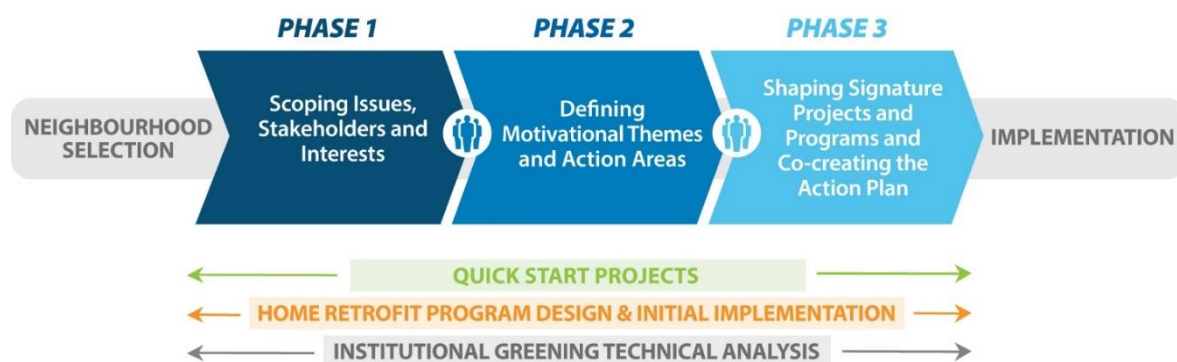 PHASE 1
PHASE 2
PHASE 3
NEIGHBOURHOOD
SELECTION
Scoping Issues,
Stakeholders and
Interests
Defining
Motivational Themes
and Action Areas
Shaping Signature
Projects and
Programs and
Co-creating the
Action Plan
IMPLEMENTATION
QUICK START PROJECTS
HOME RETROFIT PROGRAM DESIGN & INITIAL IMPLEMENTATION
INSTITUTIONAL GREENING TECHNICAL ANALYSIS